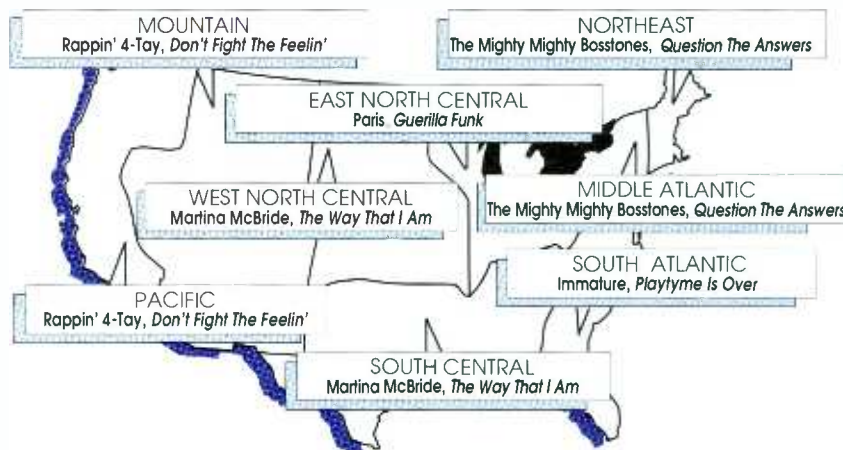 MOUNTAIN
Rappin' 4-Tay, Don't Fight The Feelin'
NORTHEAST
The Mighty Mighty Bosstones, Question The Answers
EAST NORTH CENTRAL
Paris, Guerilla Funk
WEST NORTH CENTRAL
Martina McBride, The Way That I Am
MIDDLE ATLANTIC
The Mighty Mighty Bosstones, Question The Answers
SOUTH ATLANTIC
Immature, Playtyme Is Over
PACIFIC
Rappin' 4-Tay, Don't Fight The Feelin'
SOUTH CENTRAL
Martina McBride, The Way That I Am